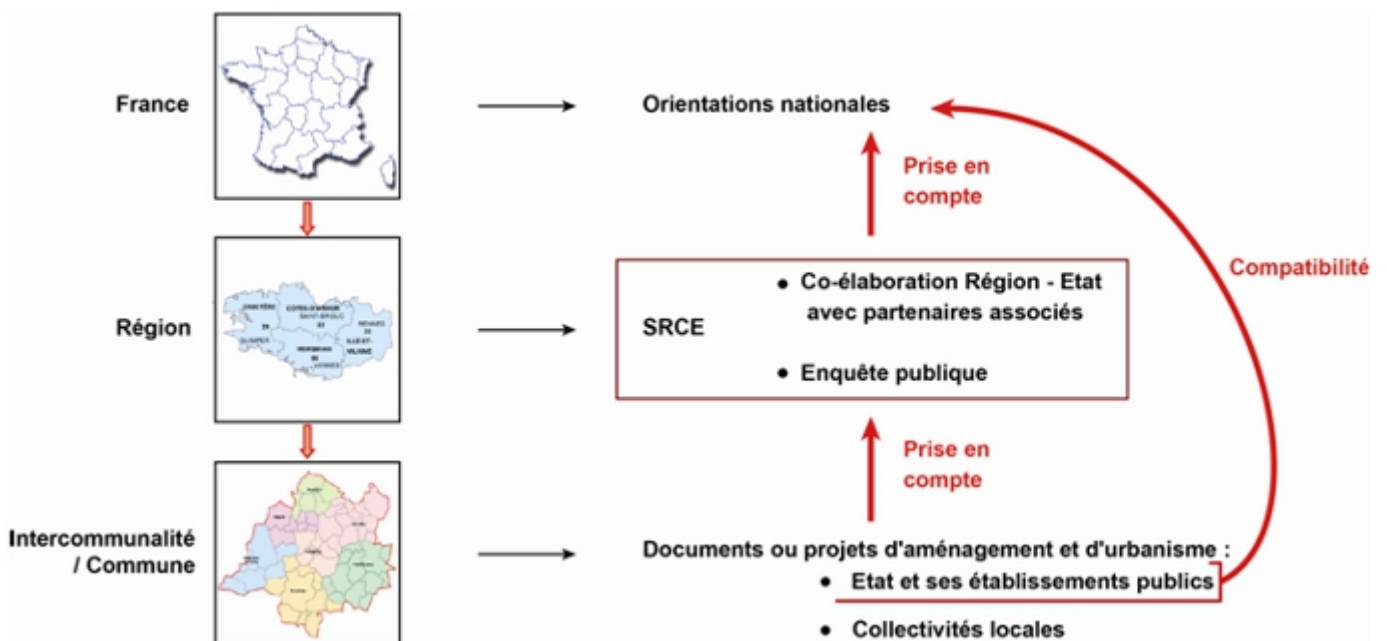 France
Orientations nationales
Prise en
compte
Compatibilité
Région
SRCE
● Co-élaboration Région - Etat
avec partenaires associés
● Enquête publique
Prise en
compte
Intercommunalité
/ Commune
Documents ou projets d'aménagement et d'urbanisme :
● Etat et ses établissements publics
● Collectivités locales